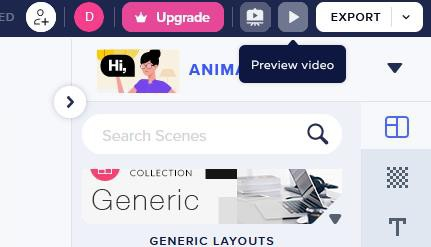 ED
D
Upgrade
EXPORT
Preview video
Hi,
ANIMA
Search Scenes
COLLECTION
Generic
GENERIC LAYOUTS
T